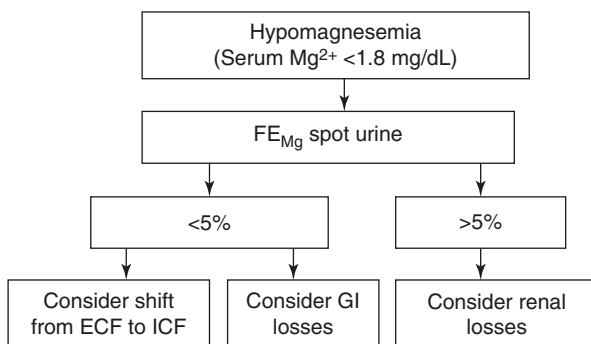 Hypomagnesemia
(Serum Mg²⁺ <1.8 mg/dL)
FE_Mg spot urine
<5%
>5%
Consider shift
from ECF to ICF
Consider GI
losses
Consider renal
losses